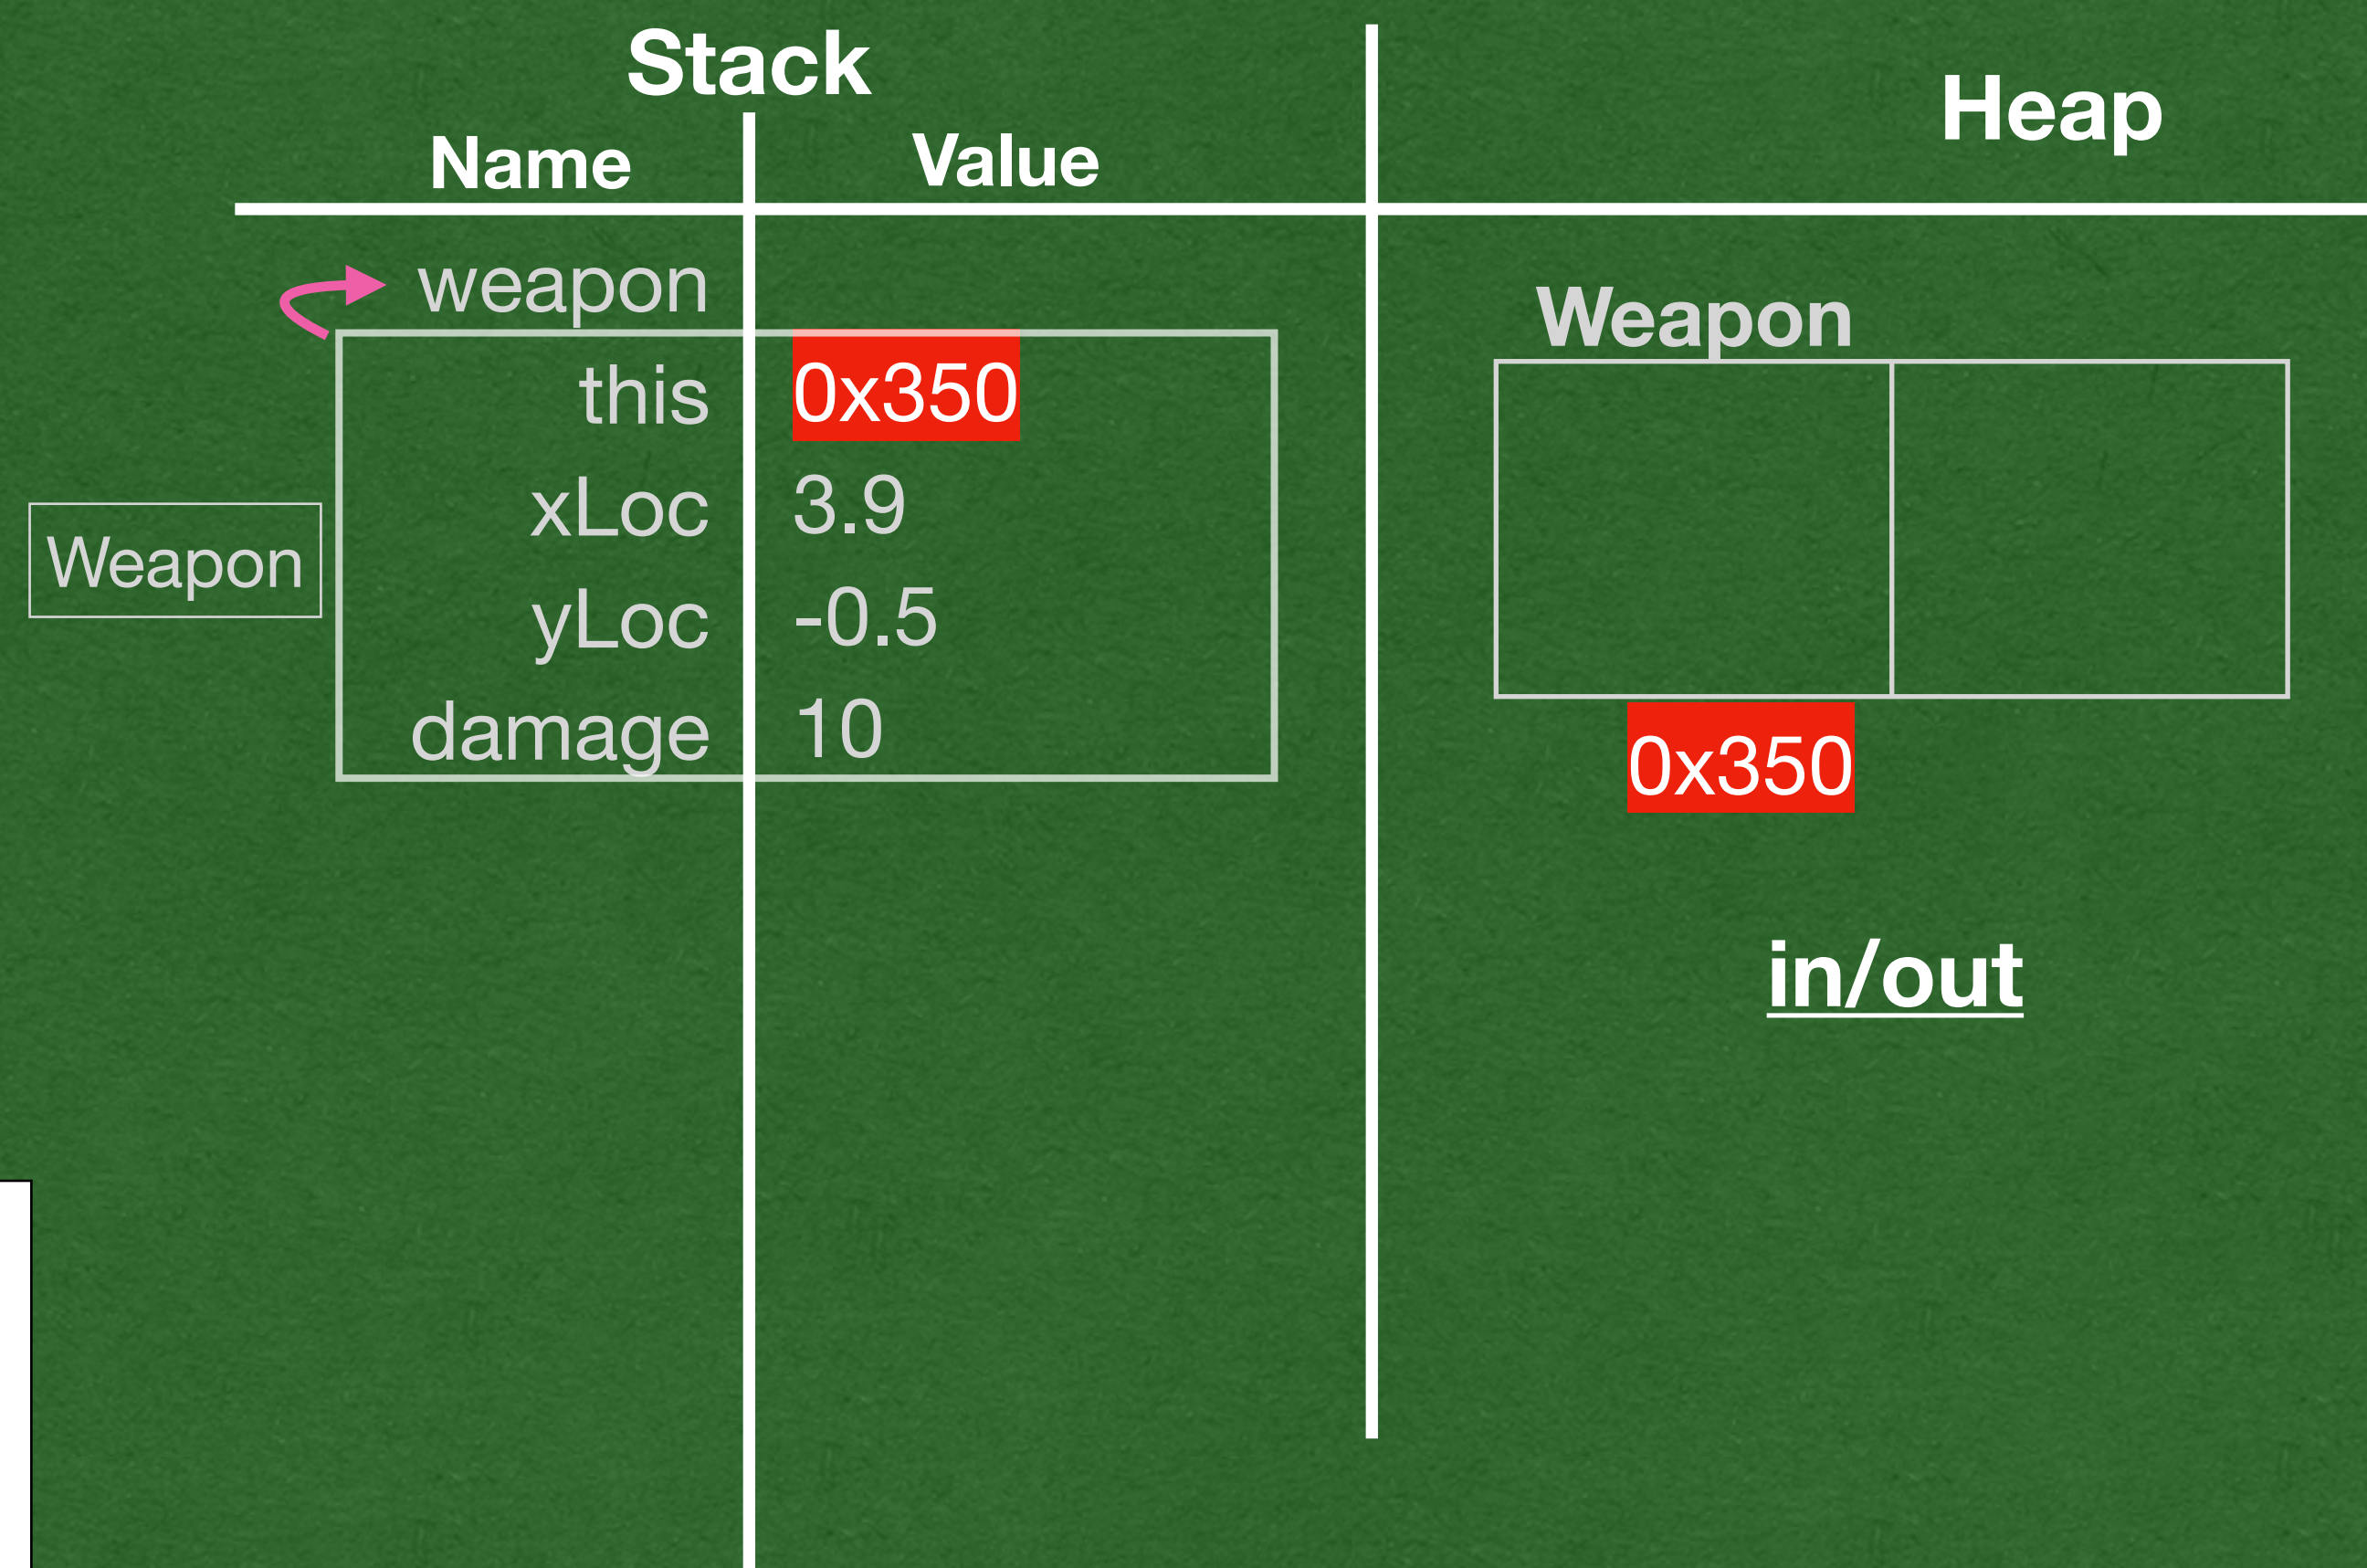 Stack
Heap
Name Value
weapon
Weapon
this 0x350
xLoc 3.9
Weapon
yLoc -0.5
damage 10
0x350
in/out